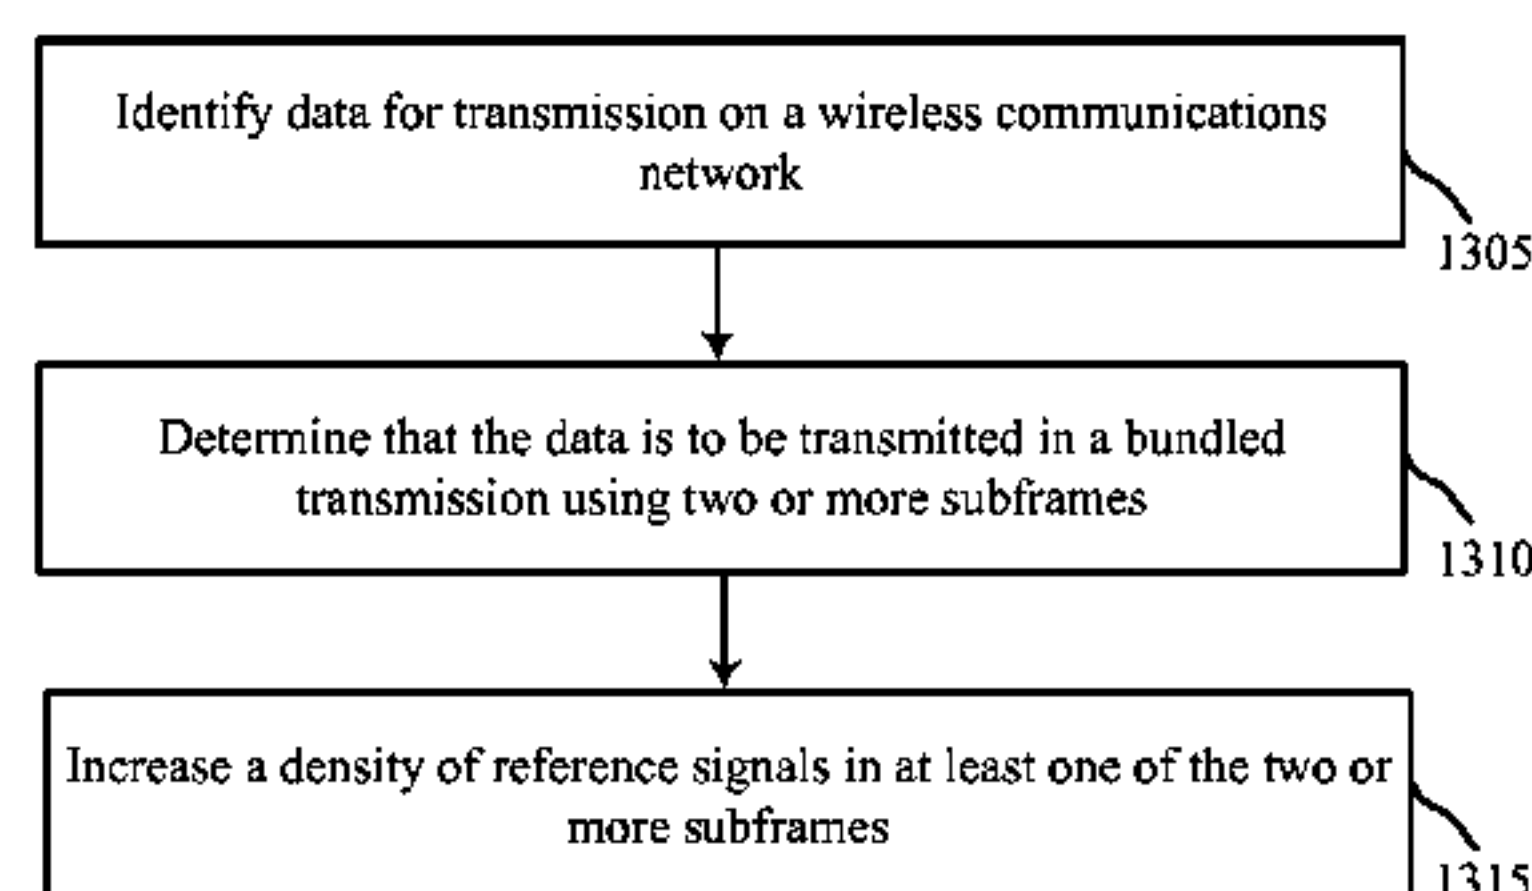 Identify data for transmission on a wireless communications
network
1305
Determine that the data is to be transmitted in a bundled
transmission using two or more subframes
1310
Increase a density of reference signals in at least one of the two or
more subframes
1315